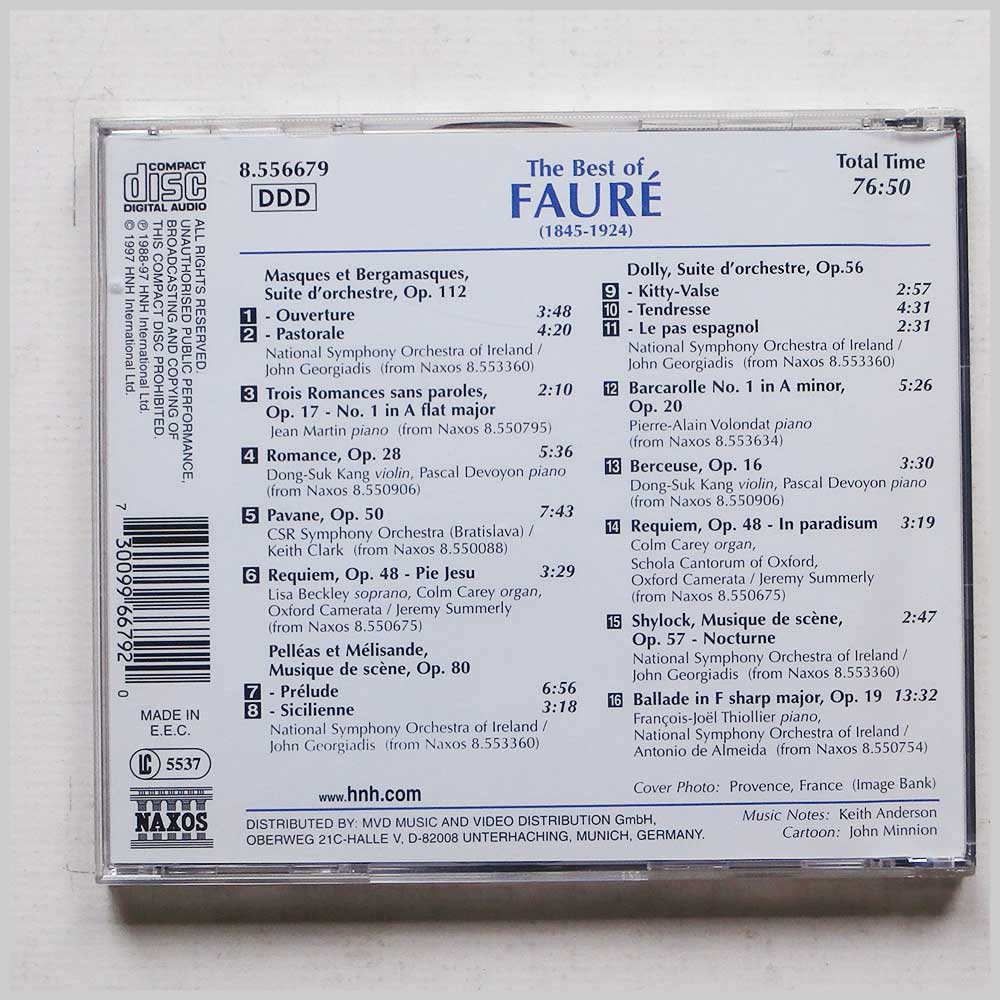 COMPACT
disc
DIGITAL AUDIO
8.556679
DDD
The Best of
FAURÉ
(1845-1924)
Total Time
76:50
ALL RIGHTS RESERVED.
UNAUTHORISED PUBLIC PERFORMANCE,
BROADCASTING AND COPYING OF
THIS COMPACT DISC PROHIBITED.
℗ 1988-97 HNH International Ltd.
© 1997 HNH International Ltd.
7 30099 66792 0
MADE IN
E.E.C.
LC 5537
NAXOS
Masques et Bergamasques,
Suite d'orchestre, Op. 112
1 - Ouverture 3:48
2 - Pastorale 4:20
National Symphony Orchestra of Ireland /
John Georgiadis (from Naxos 8.553360)
3 Trois Romances sans paroles, 2:10
Op. 17 - No. 1 in A flat major
Jean Martin piano (from Naxos 8.550795)
4 Romance, Op. 28 5:36
Dong-Suk Kang violin, Pascal Devoyon piano
(from Naxos 8.550906)
5 Pavane, Op. 50 7:43
CSR Symphony Orchestra (Bratislava) /
Keith Clark (from Naxos 8.550088)
6 Requiem, Op. 48 - Pie Jesu 3:29
Lisa Beckley soprano, Colm Carey organ,
Oxford Camerata / Jeremy Summerly
(from Naxos 8.550675)
Pelléas et Mélisande,
Musique de scène, Op. 80
7 - Prélude 6:56
8 - Sicilienne 3:18
National Symphony Orchestra of Ireland /
John Georgiadis (from Naxos 8.553360)
Dolly, Suite d'orchestre, Op.56
9 - Kitty-Valse 2:57
10 - Tendresse 4:31
11 - Le pas espagnol 2:31
National Symphony Orchestra of Ireland /
John Georgiadis (from Naxos 8.553360)
12 Barcarolle No. 1 in A minor, 5:26
Op. 20
Pierre-Alain Volondat piano
(from Naxos 8.553634)
13 Berceuse, Op. 16 3:30
Dong-Suk Kang violin, Pascal Devoyon piano
(from Naxos 8.550906)
14 Requiem, Op. 48 - In paradisum 3:19
Colm Carey organ,
Schola Cantorum of Oxford,
Oxford Camerata / Jeremy Summerly
(from Naxos 8.550675)
15 Shylock, Musique de scène, 2:47
Op. 57 - Nocturne
National Symphony Orchestra of Ireland /
John Georgiadis (from Naxos 8.553360)
16 Ballade in F sharp major, Op. 19 13:32
François-Joël Thiollier piano,
National Symphony Orchestra of Ireland /
Antonio de Almeida (from Naxos 8.550754)
www.hnh.com
Cover Photo: Provence, France (Image Bank)
DISTRIBUTED BY: MVD MUSIC AND VIDEO DISTRIBUTION GmbH,
OBERWEG 21C-HALLE V, D-82008 UNTERHACHING, MUNICH, GERMANY.
Music Notes: Keith Anderson
Cartoon: John Minnion